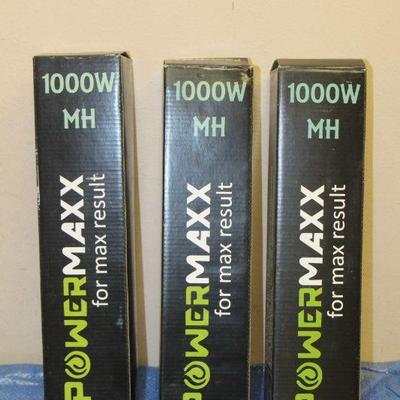 1000W
MH
POWERMAXX
for max result
1000W
MH
POWERMAXX
for max result
1000W
MH
POWERMAXX
for max result